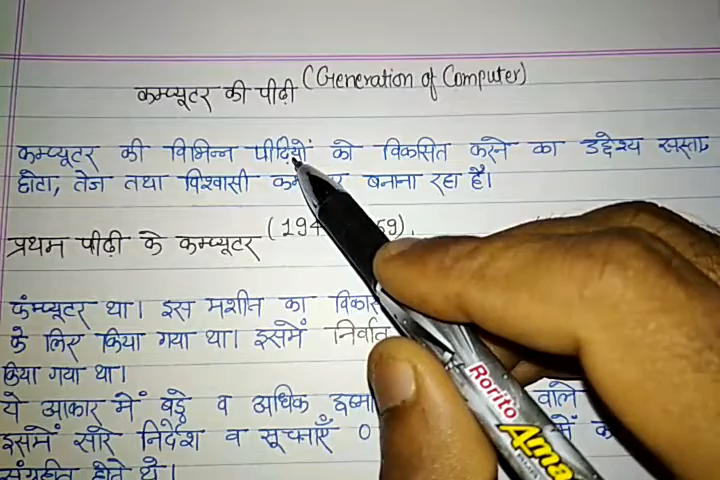 कम्प्यूटर की पीढ़ी (Generation of Computer)
कम्प्यूटर की विभिन्न पीढ़ियों को विकसित करने का उद्देश्य सस्ता,
छोटा, तेज तथा विश्वासी बनाना रहा है।
प्रथम पीढ़ी के कम्प्यूटर
कंम्प्यूटर था। इस मशीन का विकास
के लिए किया गया था। इसमें निर्वात
किया गया था।
ये आकार में बड़े व अधिक वाले
इसमें सारे निर्देश व सूचनाएँ 0
संग्रहीत होते थे।
Rorito